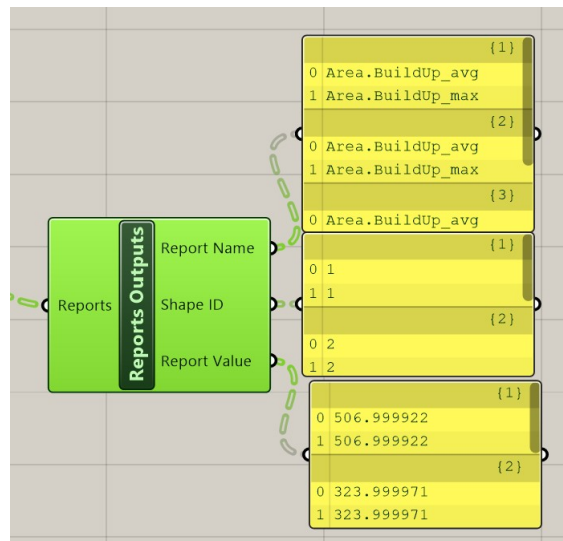 {1}
0 Area.BuildUp_avg
1 Area.BuildUp_max
{2}
0 Area.BuildUp_avg
1 Area.BuildUp_max
{3}
0 Area.BuildUp_avg
Reports
Reports Outputs
Report Name
Shape ID
Report Value
{1}
0 1
1 1
{2}
0 2
1 2
{1}
0 506.999922
1 506.999922
{2}
0 323.999971
1 323.999971